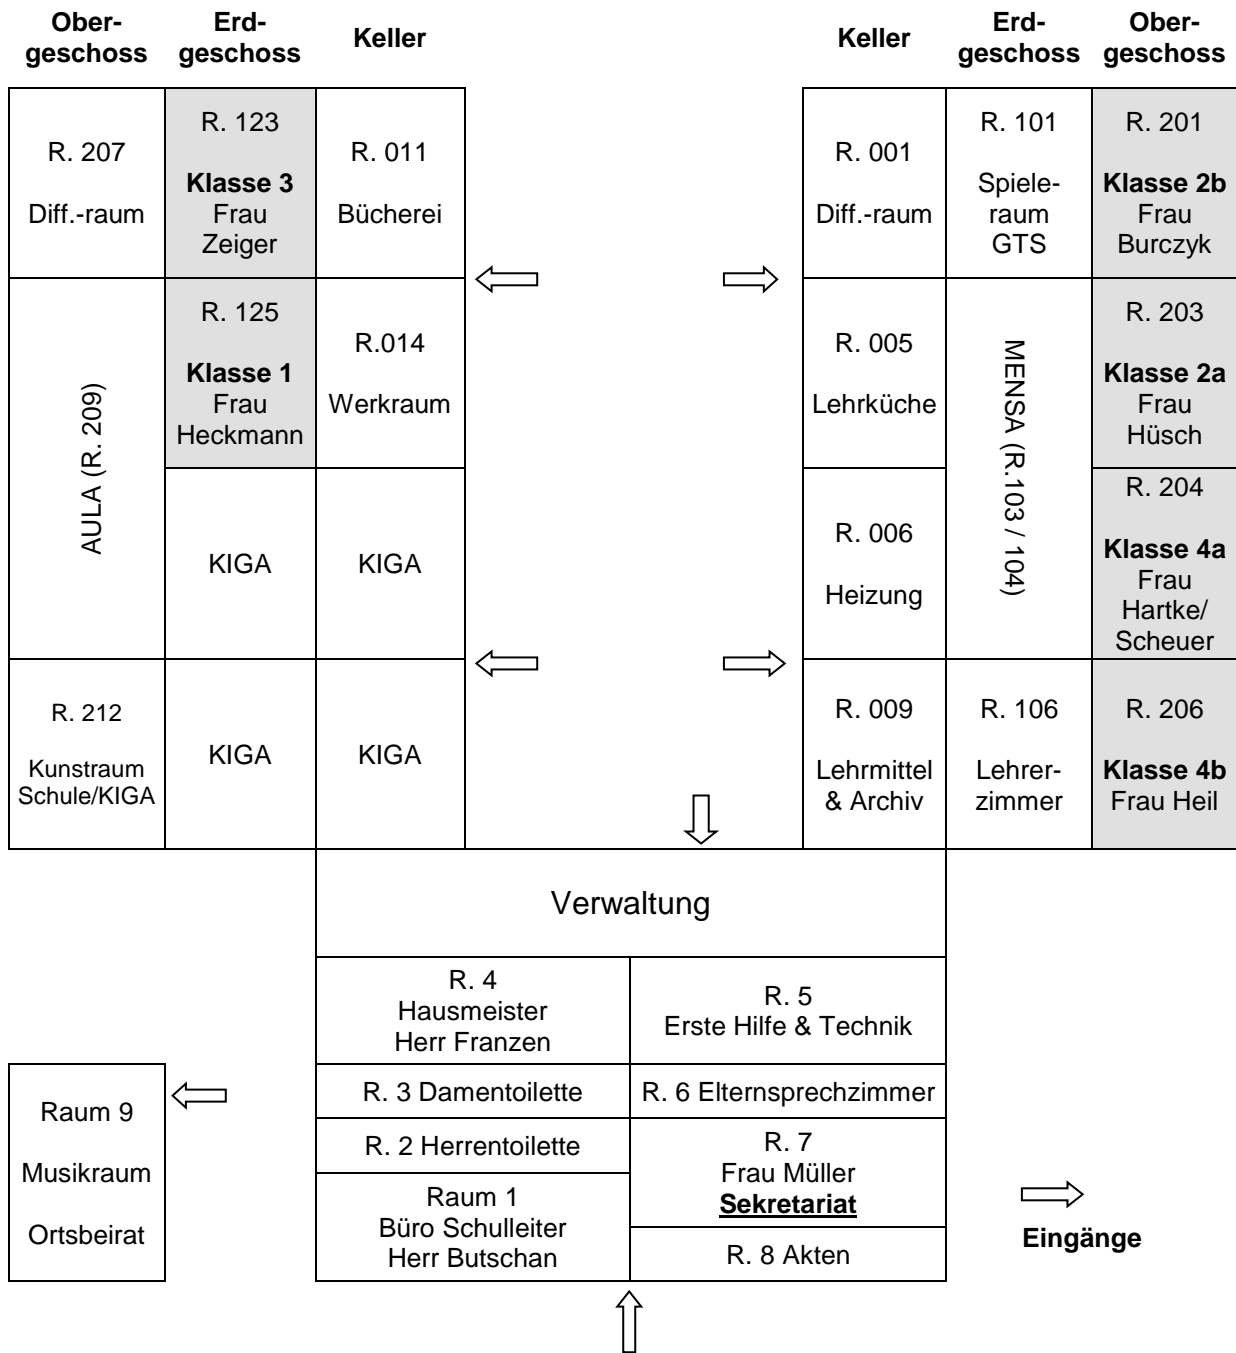 Ober-
geschoss
Erd-
geschoss
Keller
Keller
Erd-
geschoss
Ober-
geschoss
R. 207
Diff.-raum
R. 123
Klasse 3
Frau
Zeiger
R. 011
Bücherei
R. 001
Diff.-raum
R. 101
Spiele-
raum
GTS
R. 201
Klasse 2b
Frau
Burczyk
AULA (R. 209)
R. 125
Klasse 1
Frau
Heckmann
R.014
Werkraum
R. 005
Lehrküche
MENSA (R.103 / 104)
R. 203
Klasse 2a
Frau
Hüsch
KIGA
KIGA
R. 006
Heizung
R. 204
Klasse 4a
Frau
Hartke/
Scheuer
R. 212
Kunstraum
Schule/KIGA
KIGA
KIGA
R. 009
Lehrmittel
& Archiv
R. 106
Lehrer-
zimmer
R. 206
Klasse 4b
Frau Heil
Verwaltung
R. 4
Hausmeister
Herr Franzen
R. 5
Erste Hilfe & Technik
R. 3 Damentoilette
R. 6 Elternsprechzimmer
R. 2 Herrentoilette
R. 7
Frau Müller
Sekretariat
Raum 1
Büro Schulleiter
Herr Butschan
R. 8 Akten
Raum 9
Musikraum
Ortsbeirat
Eingänge